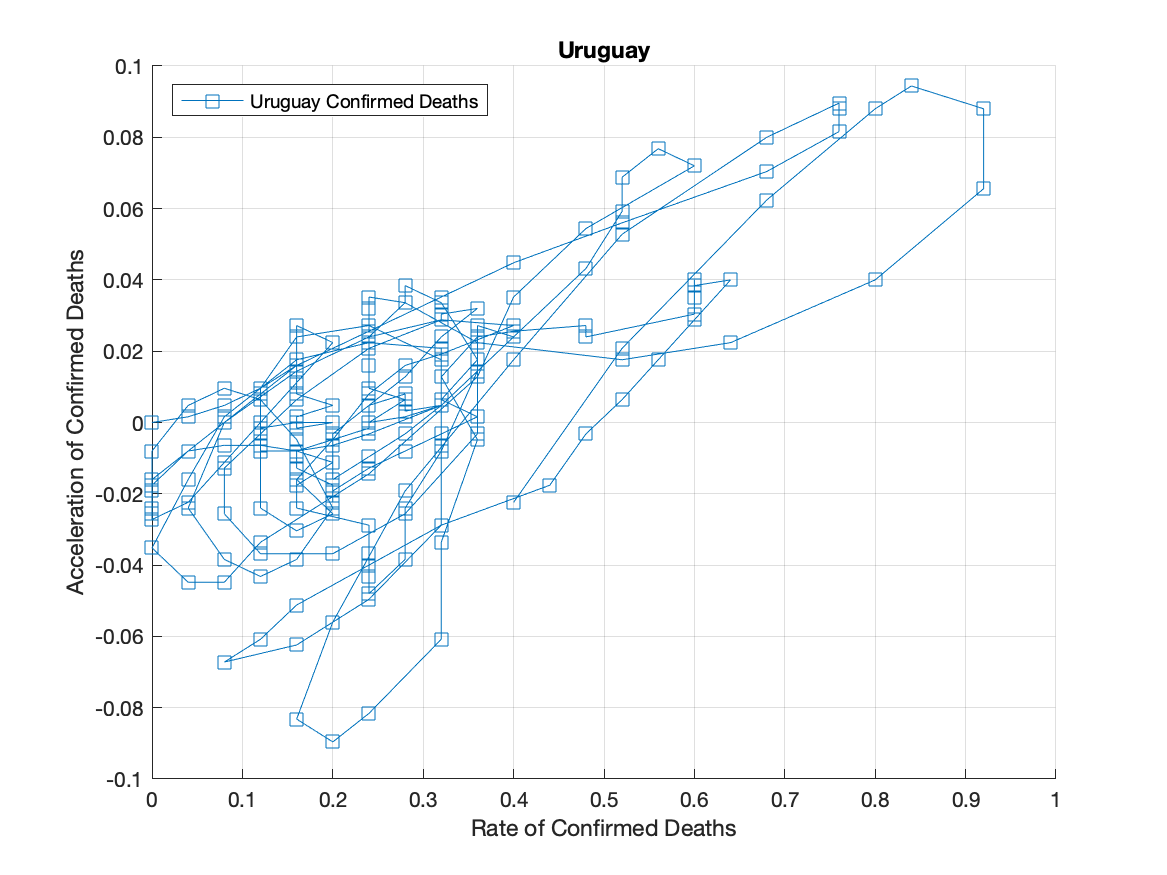 Uruguay
Uruguay Confirmed Deaths
Acceleration of Confirmed Deaths
0.1
0.08
0.06
0.04
0.02
0
-0.02
-0.04
-0.06
-0.08
-0.1
0 0.1 0.2 0.3 0.4 0.5 0.6 0.7 0.8 0.9 1
Rate of Confirmed Deaths